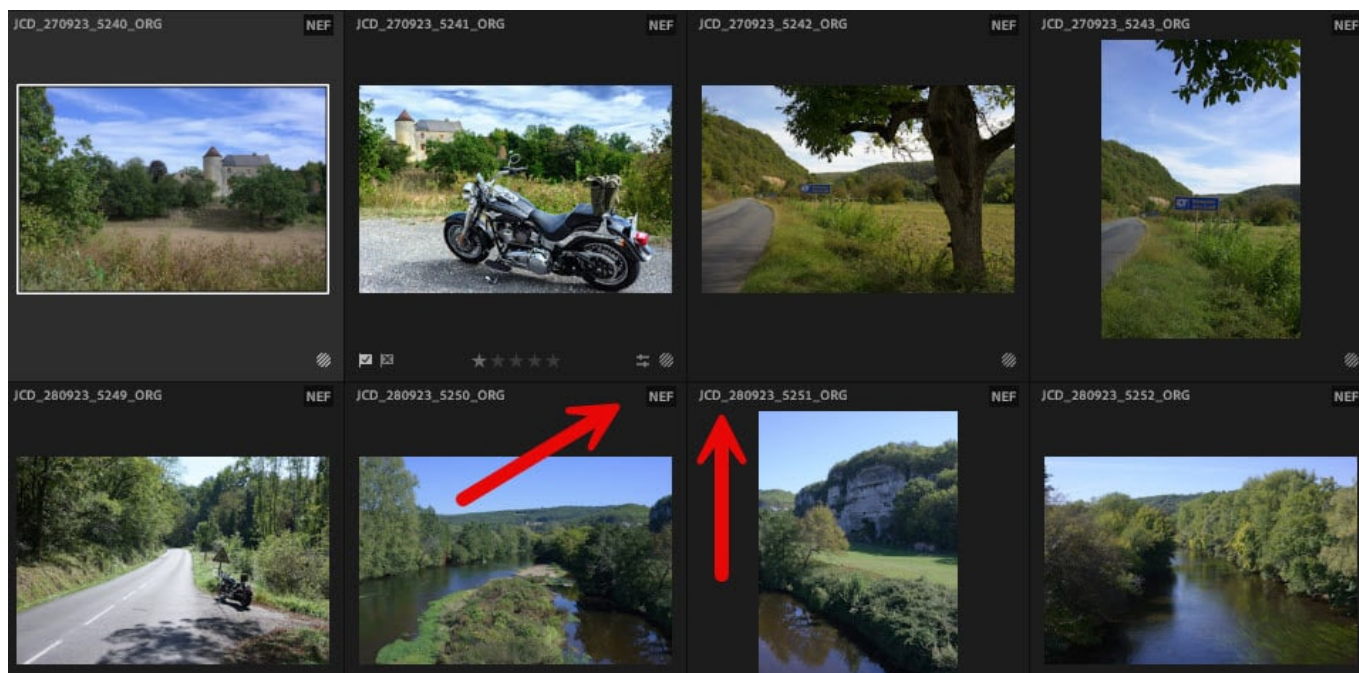 JCD_270923_5240_ORG NEF
JCD_270923_5241_ORG NEF
JCD_270923_5242_ORG NEF
JCD_270923_5243_ORG NEF
JCD_280923_5249_ORG NEF
JCD_280923_5250_ORG NEF
JCD_280923_5251_ORG NEF
JCD_280923_5252_ORG NEF